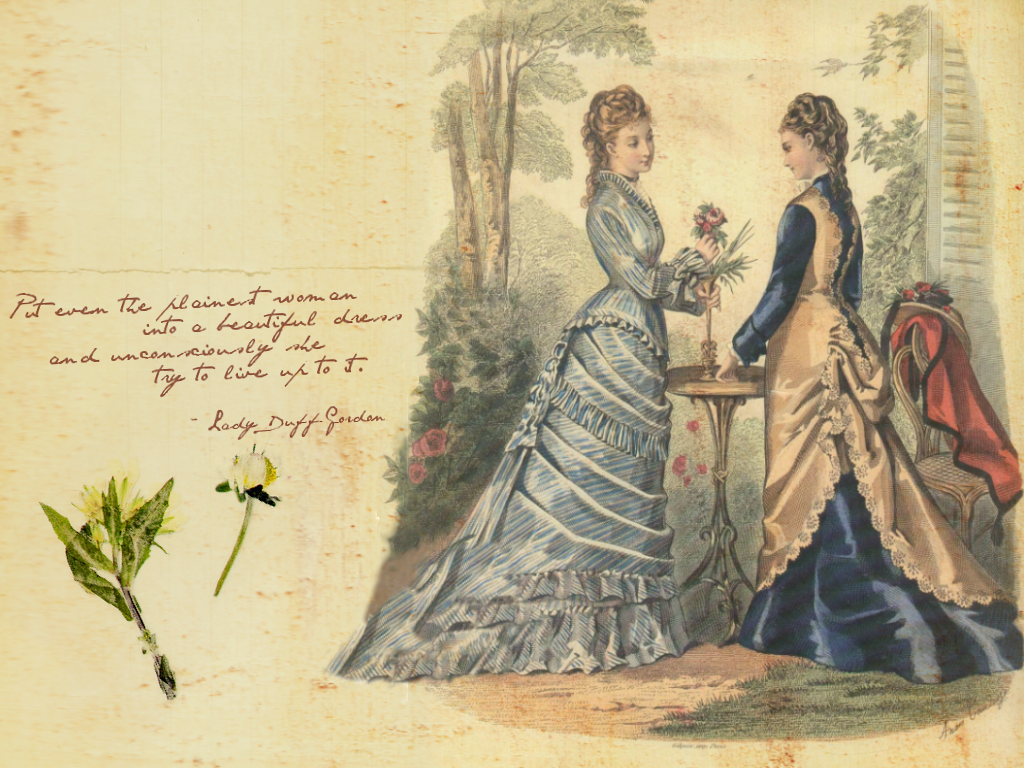 Put even the plainest woman
into a beautiful dress
and unconsciously she
try to live up to it.
- Lady Duff Gordon